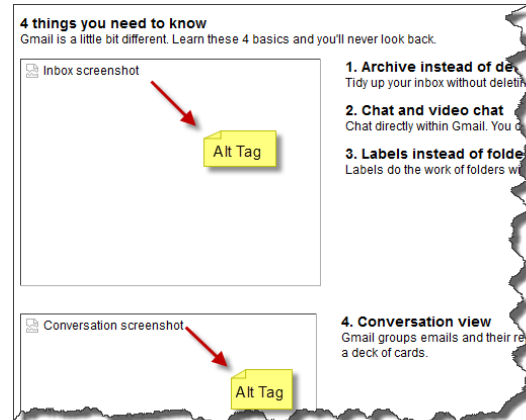 4 things you need to know
Gmail is a little bit different. Learn these 4 basics and you'll never look back.
Inbox screenshot
Alt Tag
1. Archive instead of
Tidy up your inbox without
2. Chat and video chat
Chat directly within Gmail. You
3. Labels instead of
Labels do the work of folders
Conversation screenshot
Alt Tag
4. Conversation view
Gmail groups emails and their
a deck of cards.